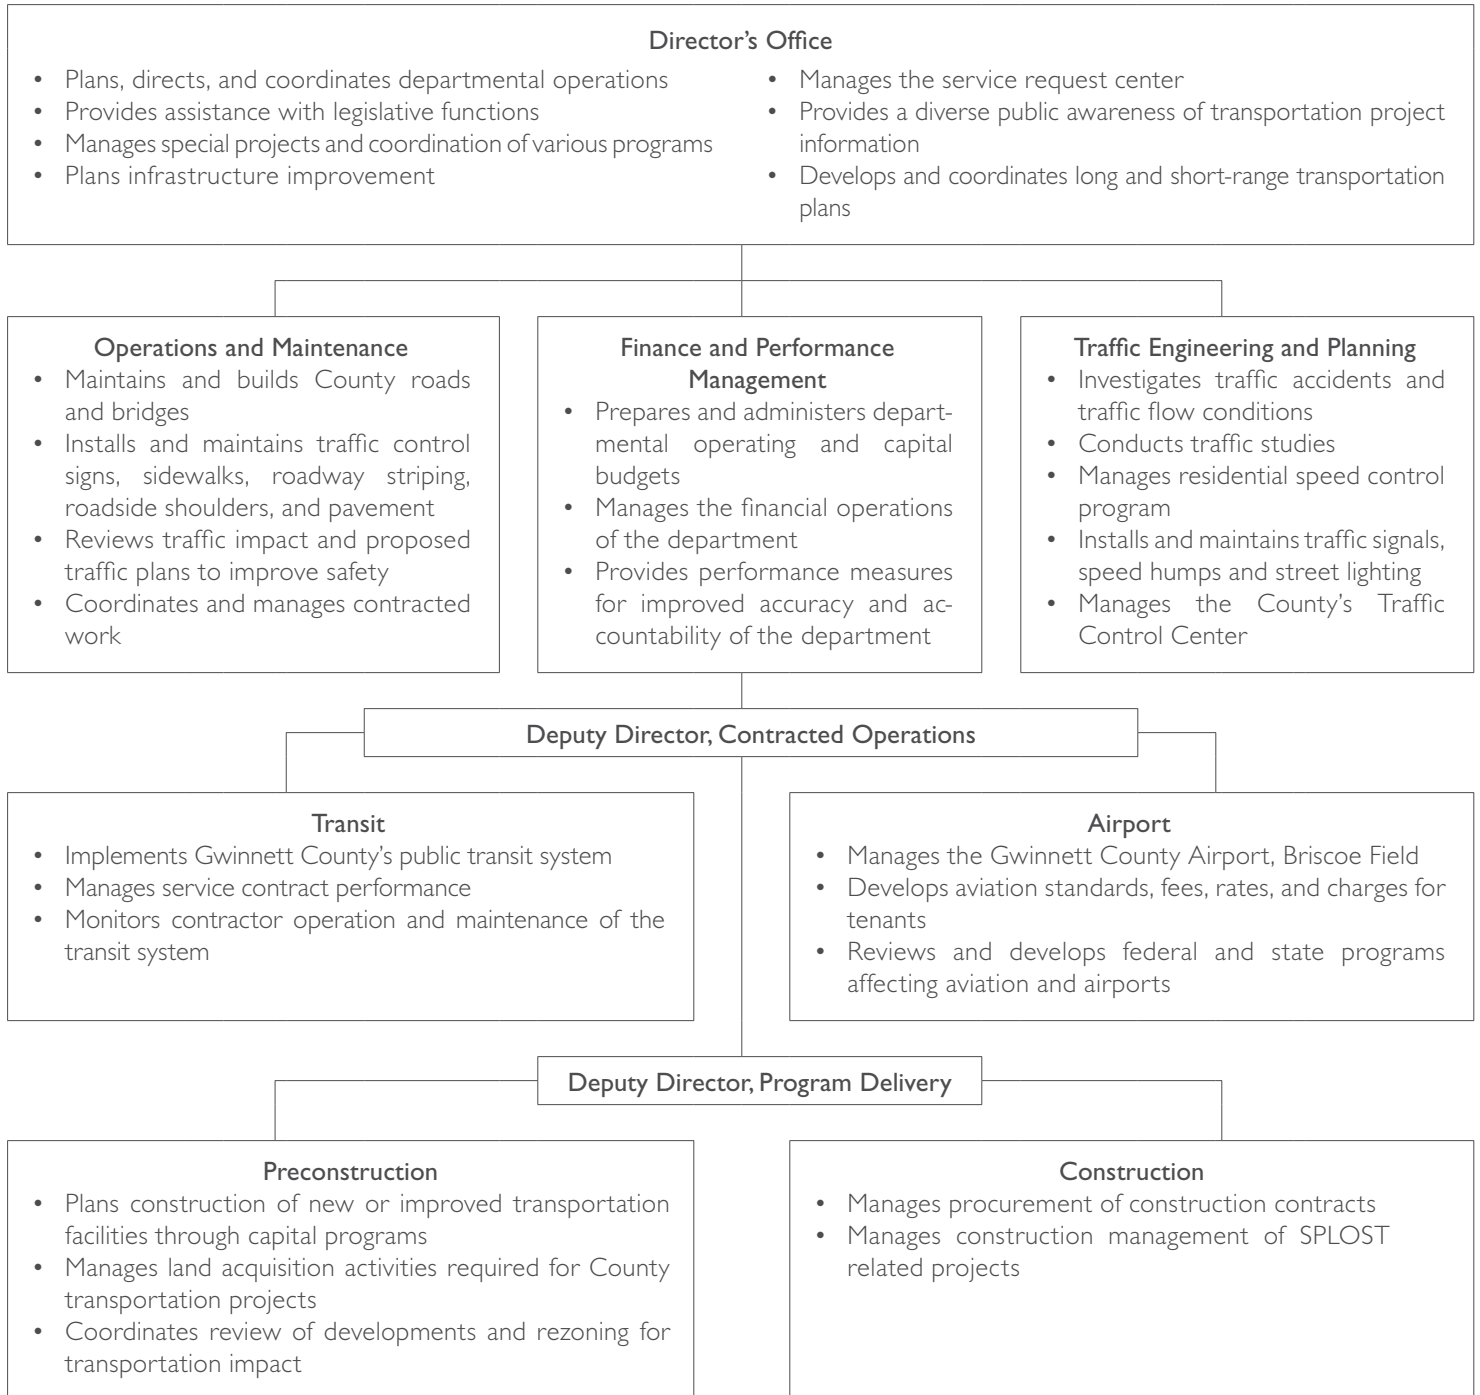 Director's Office
• Plans, directs, and coordinates departmental operations
• Provides assistance with legislative functions
• Manages special projects and coordination of various programs
• Plans infrastructure improvement
• Manages the service request center
• Provides a diverse public awareness of transportation project
information
• Develops and coordinates long and short-range transportation
plans
Operations and Maintenance
• Maintains and builds County roads
and bridges
• Installs and maintains traffic control
signs, sidewalks, roadway striping,
roadside shoulders, and pavement
• Reviews traffic impact and proposed
traffic plans to improve safety
• Coordinates and manages contracted
work
Finance and Performance
Management
• Prepares and administers depart-
mental operating and capital
budgets
• Manages the financial operations
of the department
• Provides performance measures
for improved accuracy and ac-
countability of the department
Traffic Engineering and Planning
• Investigates traffic accidents and
traffic flow conditions
• Conducts traffic studies
• Manages residential speed control
program
• Installs and maintains traffic signals,
speed humps and street lighting
• Manages the County's Traffic
Control Center
Deputy Director, Contracted Operations
Transit
• Implements Gwinnett County's public transit system
• Manages service contract performance
• Monitors contractor operation and maintenance of the
transit system
Airport
• Manages the Gwinnett County Airport, Briscoe Field
• Develops aviation standards, fees, rates, and charges for
tenants
• Reviews and develops federal and state programs
affecting aviation and airports
Deputy Director, Program Delivery
Preconstruction
• Plans construction of new or improved transportation
facilities through capital programs
• Manages land acquisition activities required for County
transportation projects
• Coordinates review of developments and rezoning for
transportation impact
Construction
• Manages procurement of construction contracts
• Manages construction management of SPLOST
related projects